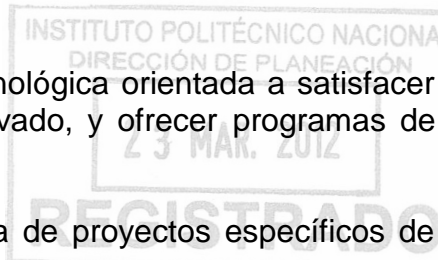 INSTITUTO POLITÉCNICO NACIONA
DIRECCIÓN DE PLANEACIÓN
nológica orientada a satisfacer
vado, y ofrecer programas de
23 MAR. 2012
a de proyectos específicos de
REGISTRADO